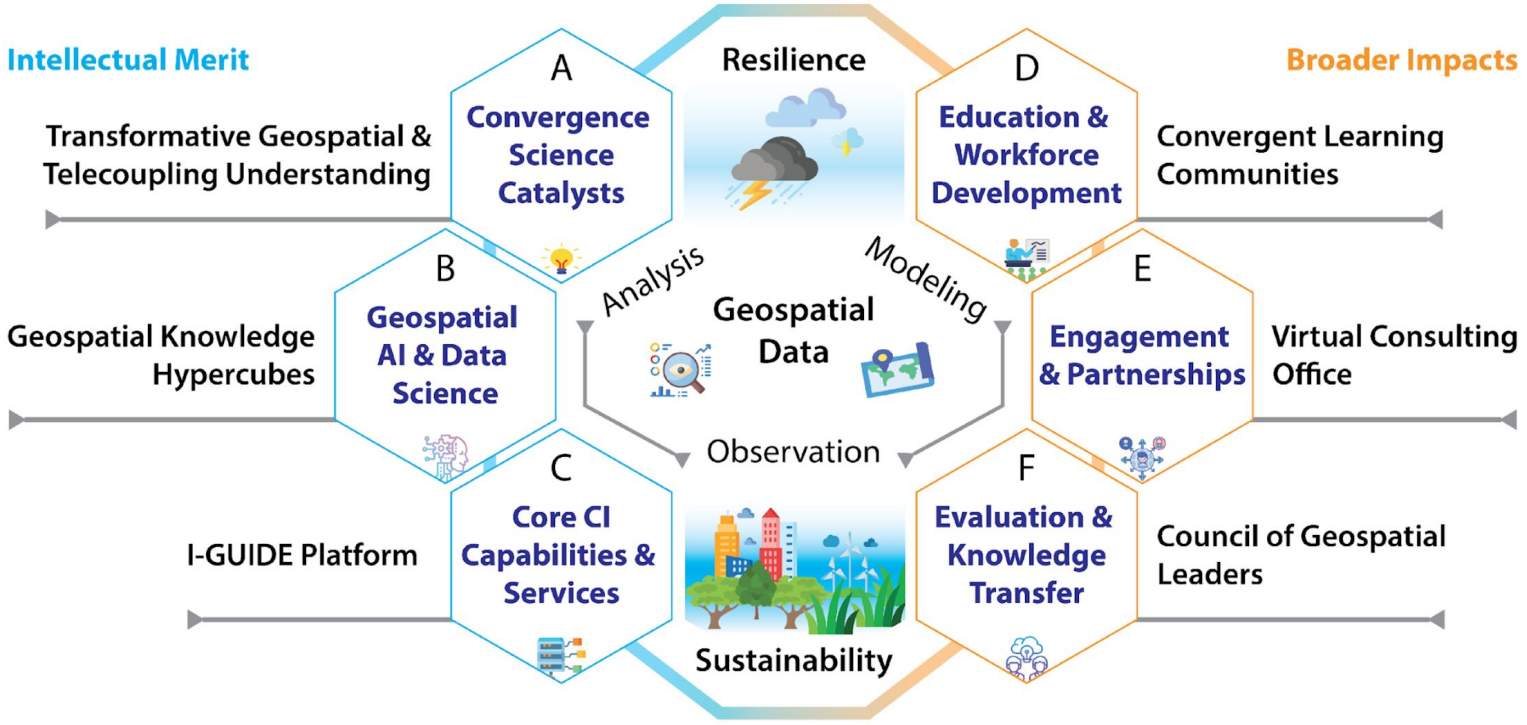 Intellectual Merit
A
Convergence
Science
Catalysts
Transformative Geospatial &
Telecoupling Understanding
B
Geospatial
AI & Data
Science
Geospatial Knowledge
Hypercubes
C
Core CI
Capabilities &
Services
I-GUIDE Platform
Resilience
Analysis
Modeling
Geospatial
Data
Observation
Sustainability
Broader Impacts
D
Education &
Workforce
Development
Convergent Learning
Communities
E
Engagement
& Partnerships
Virtual Consulting
Office
F
Evaluation &
Knowledge
Transfer
Council of Geospatial
Leaders